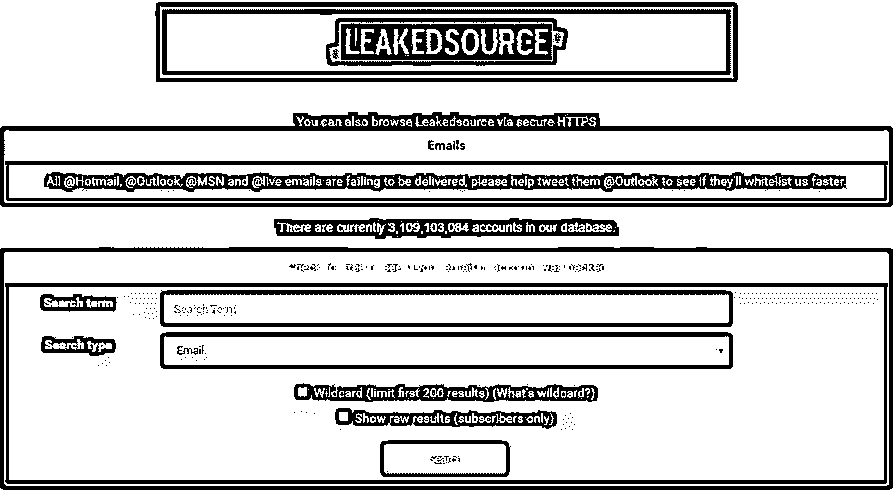 LEAKEDSOURCE
You can also browse Leakedsource via secure HTTPS
Emails
All @Hotmail, @Outlook, @MSN and @live emails are failing to be delivered, please help tweet them @Outlook to see if they'll whitelist us faster.
There are currently 3,109,103,084 accounts in our database.
Search term
Search Term
Search type
Email
Wildcard (limit first 200 results) (What's wildcard?)
Show raw results (subscribers only)
Search